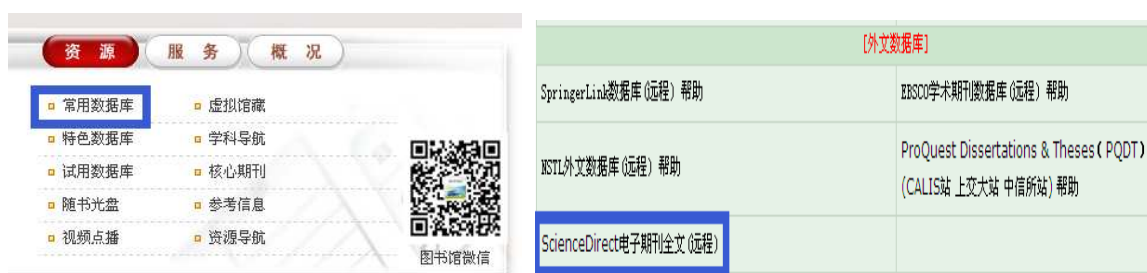 资 源 服 务 概 况
常用数据库 虚拟馆藏
特色数据库 学科导航
试用数据库 核心期刊
随书光盘 参考信息
视频点播 资源导航
图书馆微信
[外文数据库]
SpringerLink数据库(远程) 帮助 EBSCO学术期刊数据库(远程) 帮助
NSTL外文数据库(远程) 帮助 ProQuest Dissertations & Theses( PQDT)
(CALIS站 上交大站 中信所站) 帮助
ScienceDirect电子期刊全文(远程)